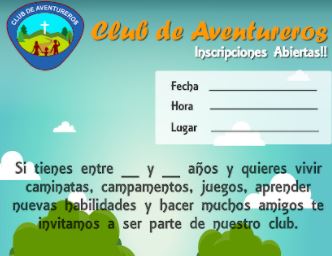 CLUB DE AVENTUREROS
Club de Aventureros
Inscripciones Abiertas!!
Fecha
Hora
Lugar
Si tienes entre __ y __ años y quieres vivir
caminatas, campamentos, juegos, aprender
nuevas habilidades y hacer muchos amigos te
invitamos a ser parte de nuestro club.